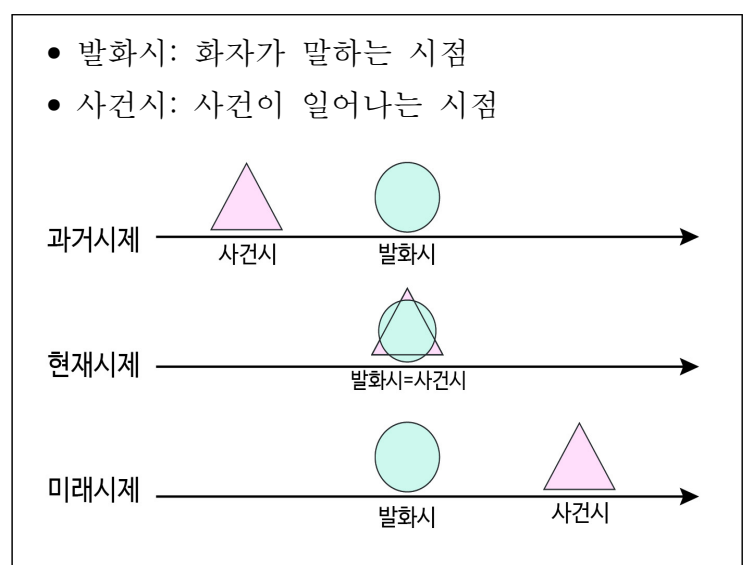 • 발화시: 화자가 말하는 시점
• 사건시: 사건이 일어나는 시점
과거시제
사건시 발화시
현재시제
발화시=사건시
미래시제
발화시 사건시